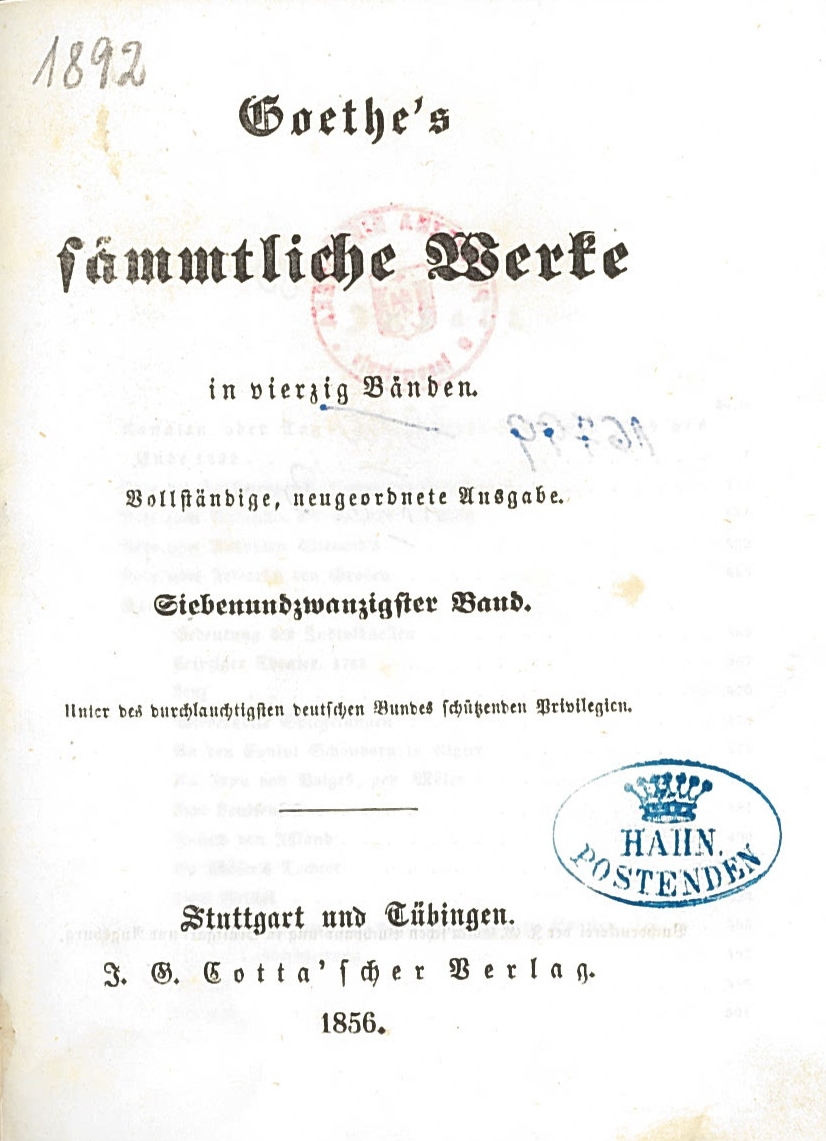 1892
Goethe's
sämmtliche Werke
in vierzig Bänden.
Vollständige, neugeordnete Ausgabe.
Siebenundzwanzigster Band.
Unter des durchlauchtigsten deutschen Bundes schützenden Privilegien.
HAHN.
POSTENDEN
Stuttgart und Tübingen.
J. G. Cotta'scher Verlag.
1856.